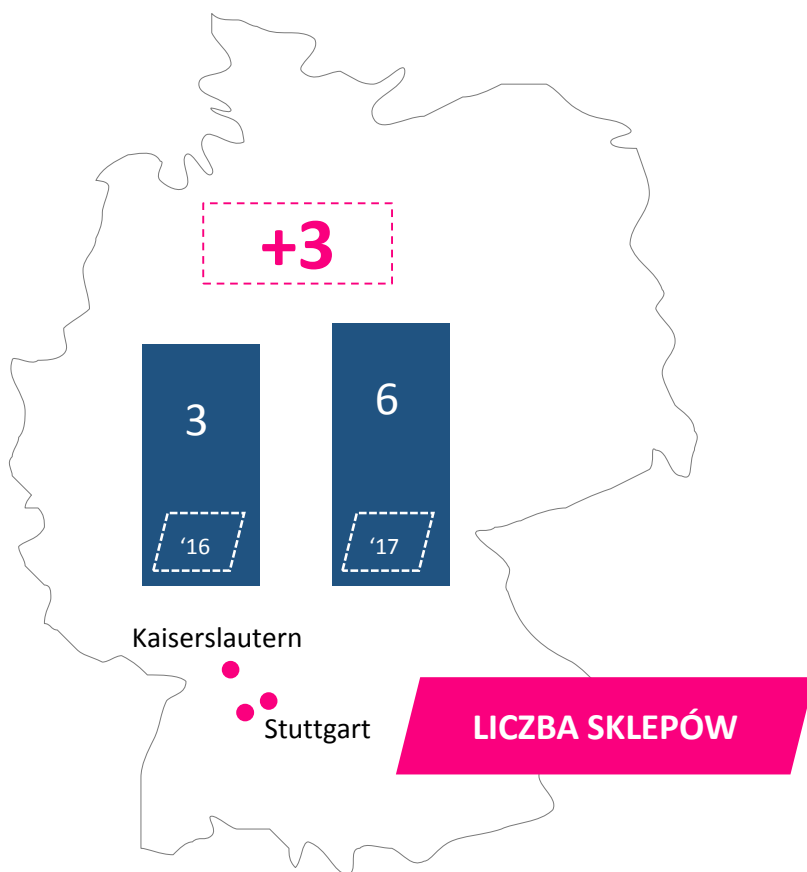 +3
3
6
‘16
‘17
Kaiserslautern
Stuttgart
LICZBA SKLEPÓW